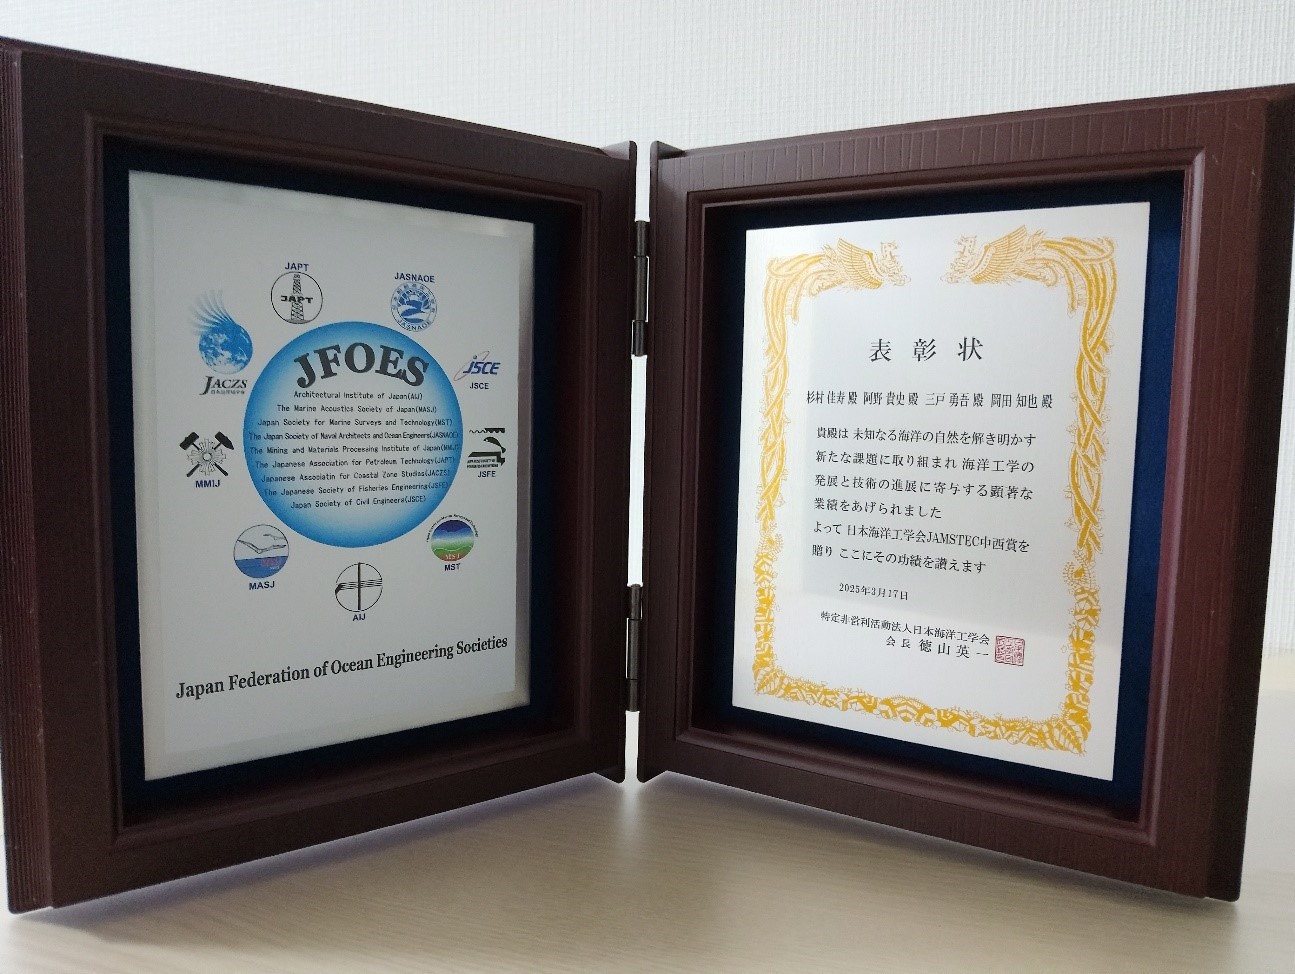 JAPT
JAPT
JASNAOE
JASNAOE
JACZS
JSCE
JSCE
JSFE
MMIJ
MASJ
MST
MST
AIJ
JFOES
Architectural Institute of Japan(AIJ)
The Marine Acoustics Society of Japan(MASJ)
Japan Society for Marine Surveys and Technology(MST)
The Japan Society of Naval Architects and Ocean Engineers(JASNAOE)
The Mining and Materials Processing Institute of Japan(MMIJ)
The Japanese Association for Petroleum Technology(JAPT)
Japanese Associatin for Coastal Zone Studies(JACZS)
The Japanese Society of Fisheries Engineering(JSFE)
Japan Society of Civil Engineers(JSCE)
Japan Federation of Ocean Engineering Societies
表彰状
杉村 佳寿 殿 阿野 貴史 殿 三戸 勇吾 殿 岡田 知也 殿
貴殿は 未知なる海洋の自然を解き明かす
新たな課題に取り組まれ 海洋工学の
発展と技術の進展に寄与する顕著な
業績をあげられました
よって 日本海洋工学会JAMSTEC中西賞を
贈り ここにその功績を讃えます
2025年3月17日
特定非営利活動法人日本海洋工学会
会長 徳山英一